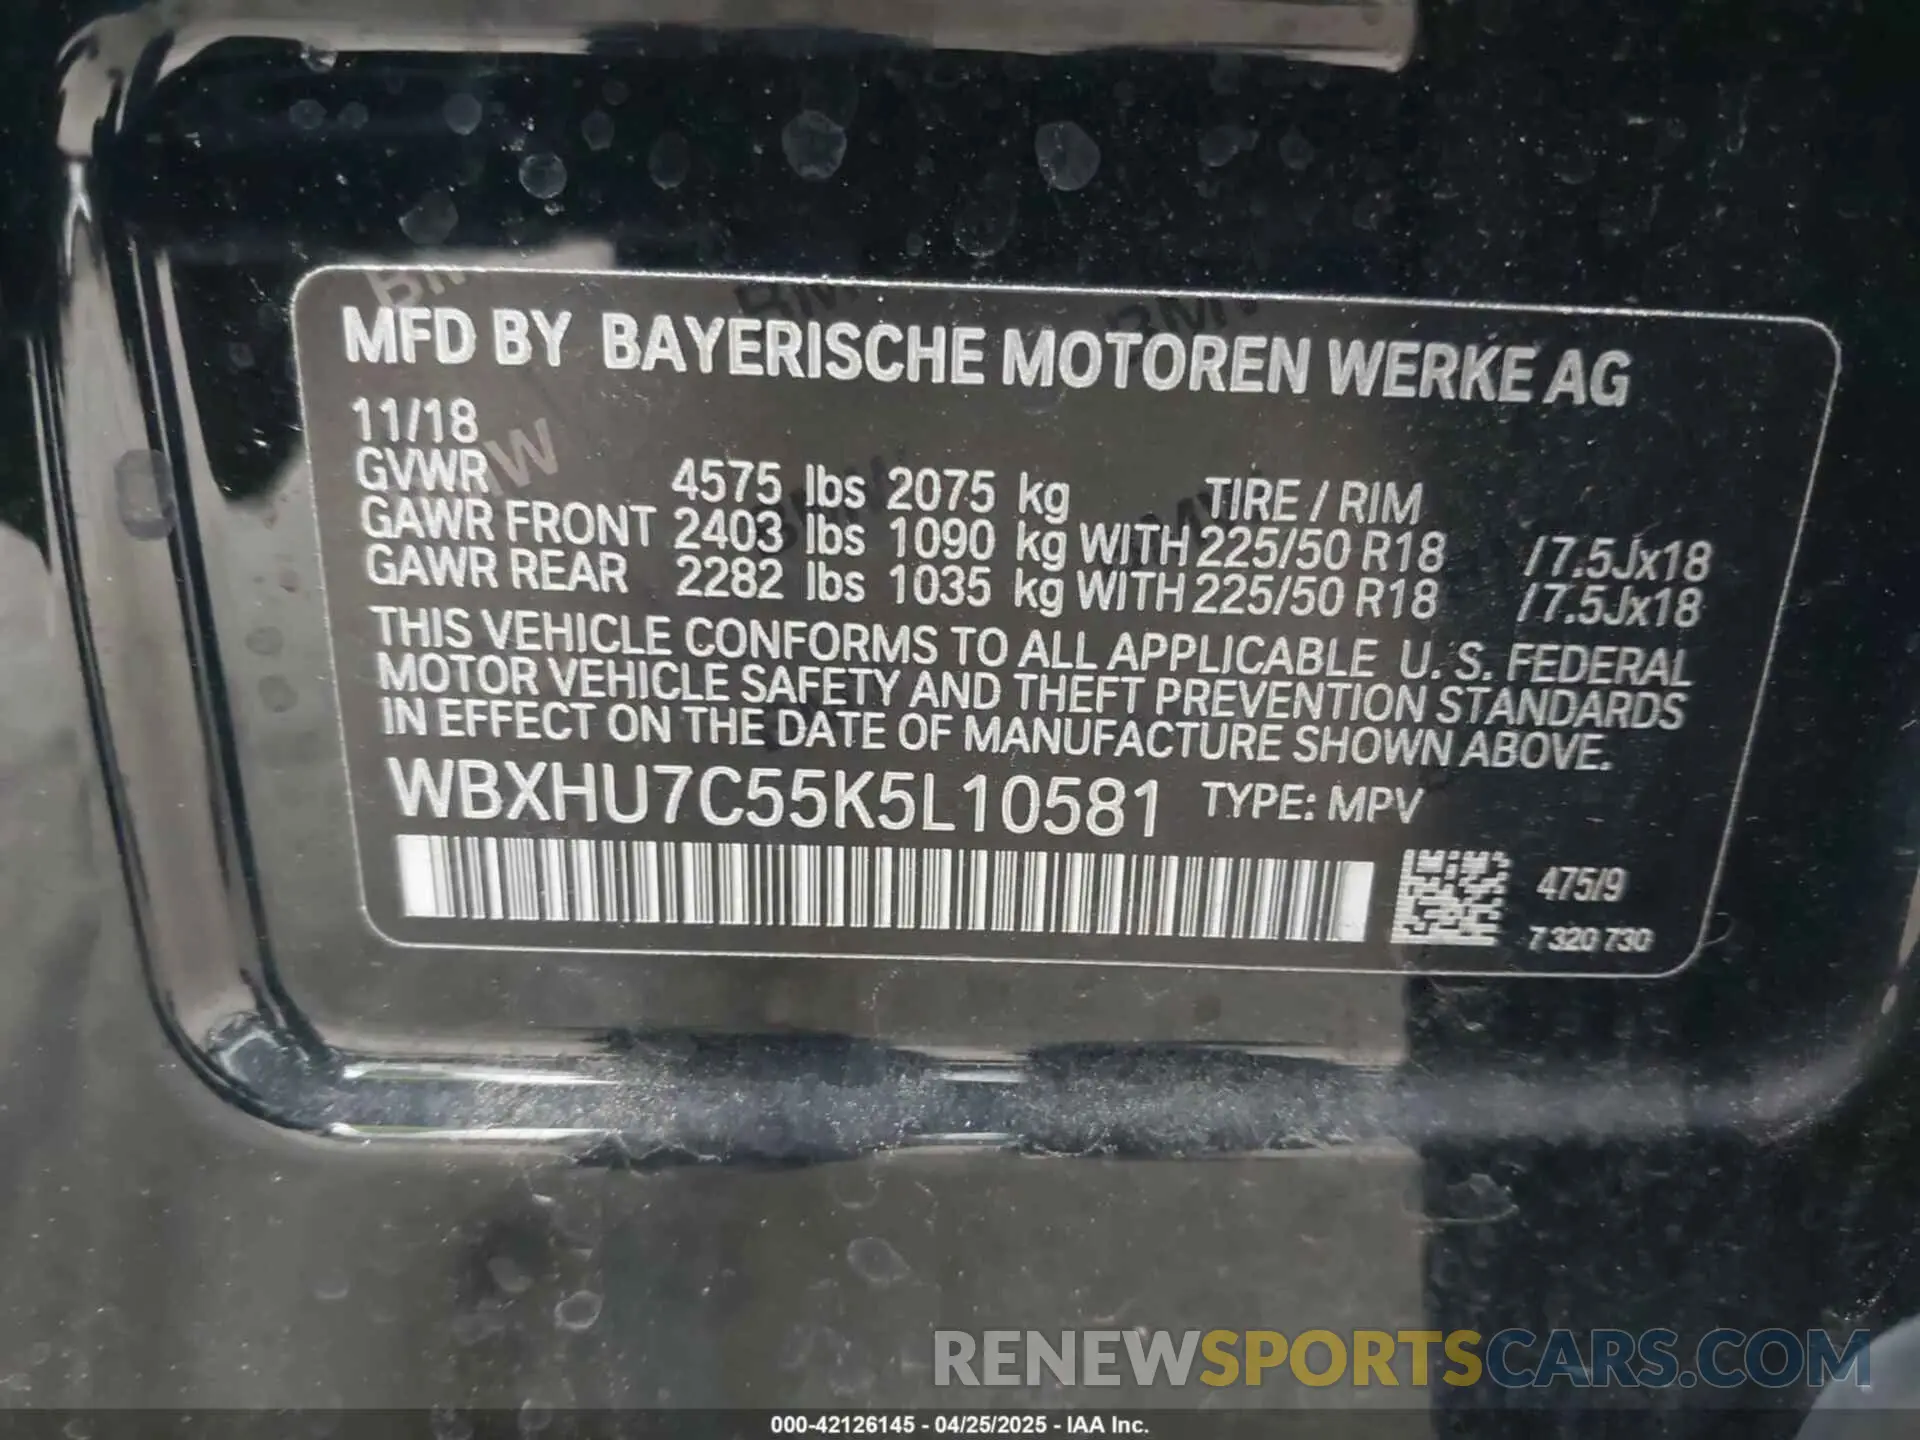 MFD BY BAYERISCHE MOTOREN WERKE AG
11/18
GVWR 4575 lbs 2075 kg TIRE / RIM
GAWR FRONT 2403 lbs 1090 kg WITH 225/50 R18 /7.5Jx18
GAWR REAR 2282 lbs 1035 kg WITH 225/50 R18 /7.5Jx18
THIS VEHICLE CONFORMS TO ALL APPLICABLE U. S. FEDERAL
MOTOR VEHICLE SAFETY AND THEFT PREVENTION STANDARDS
IN EFFECT ON THE DATE OF MANUFACTURE SHOWN ABOVE.
WBXHU7C55K5L10581 TYPE: MPV
475/9
7 320 730
RENEWSPORTSCARS.COM
000-42126145 - 04/25/2025 - IAA Inc.